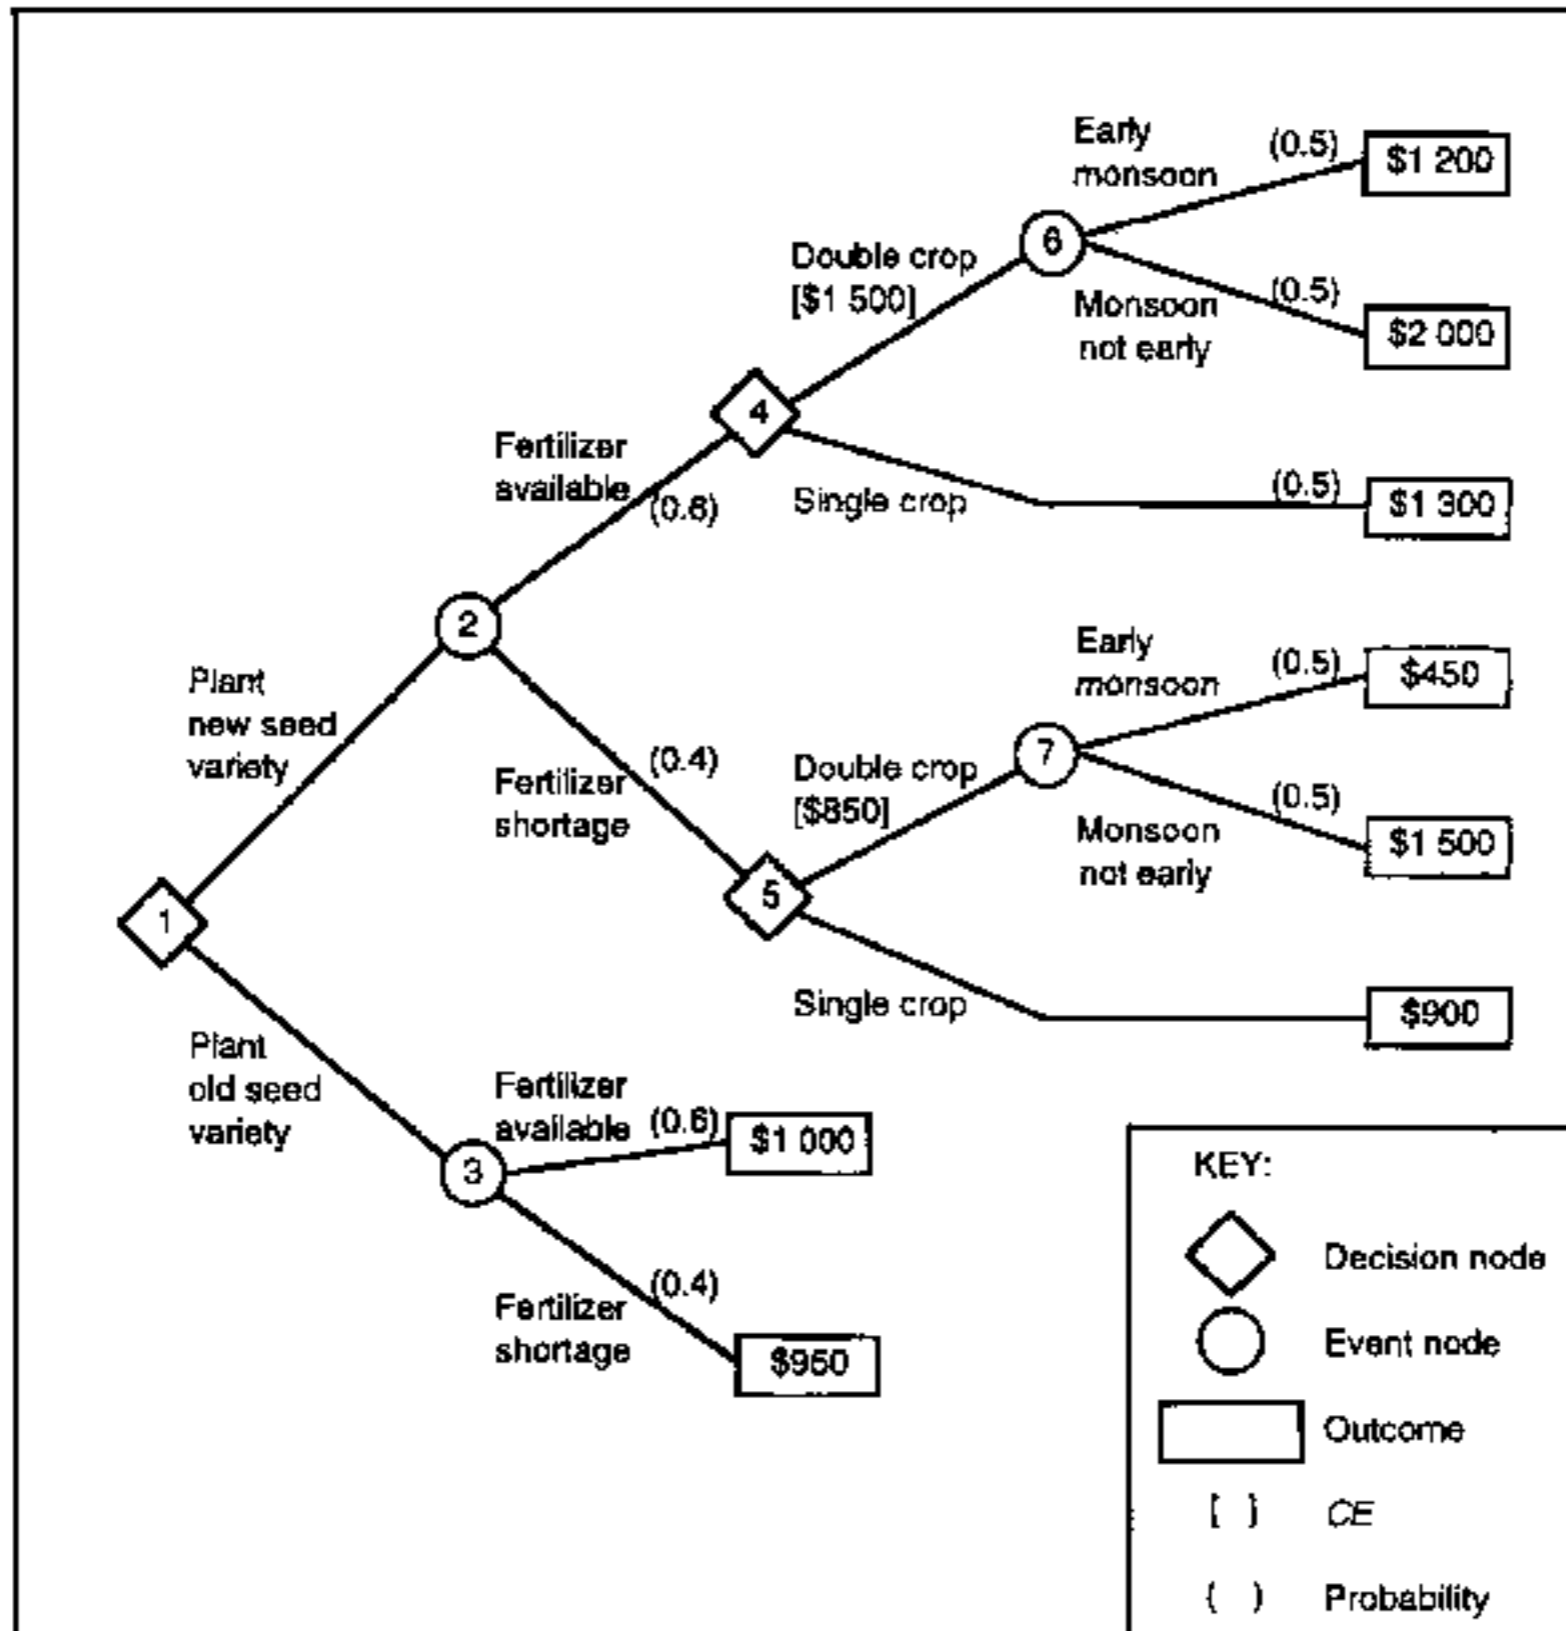 Early
monsoon
(0.5)
$1 200
Double crop
[$1 500]
6
Monsoon
not early
(0.5)
$2 000
4
Fertilizer
available
(0.6)
Single crop
(0.5)
$1 300
2
Plant
new seed
variety
Early
monsoon
(0.5)
$450
Fertilizer
shortage
(0.4)
Double crop
[$850]
7
Monsoon
not early
(0.5)
$1 500
1
5
Single crop
$900
Plant
old seed
variety
Fertilizer
available
(0.6)
$1 000
3
Fertilizer
shortage
(0.4)
$950
KEY:
Decision node
Event node
Outcome
[ ] CE
( ) Probability